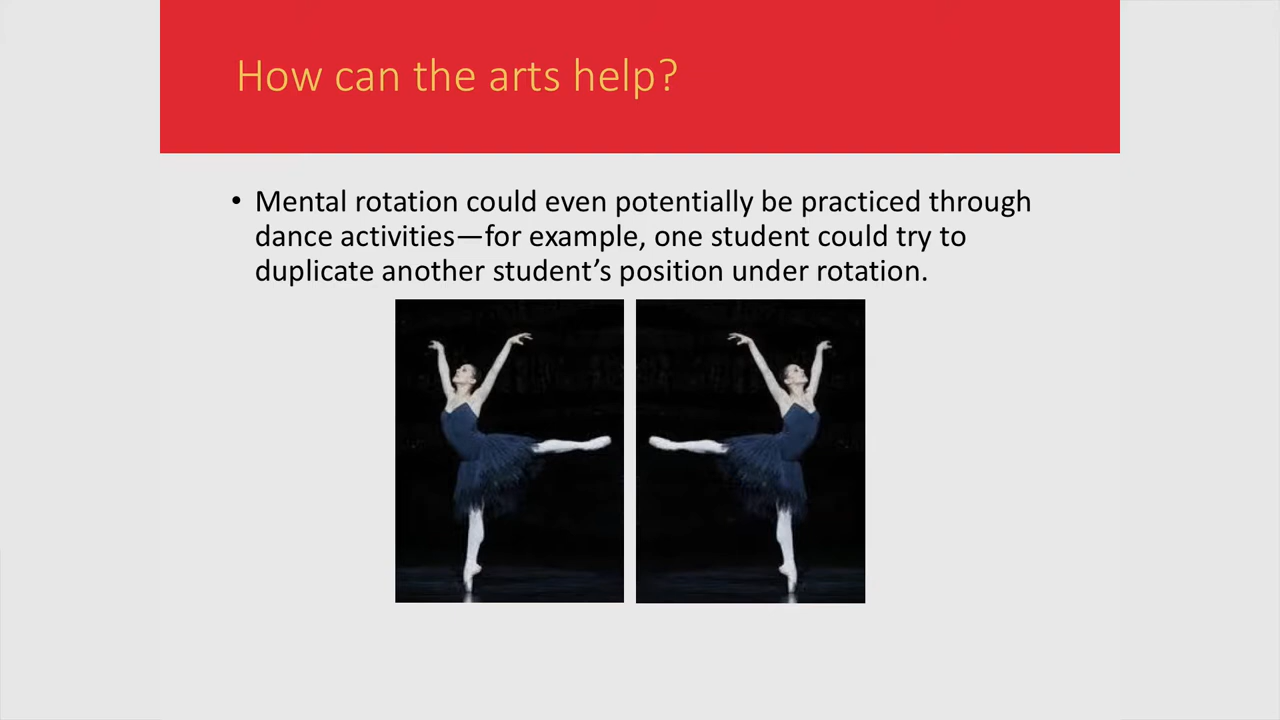 How can the arts help?
• Mental rotation could even potentially be practiced through
dance activities—for example, one student could try to
duplicate another student’s position under rotation.